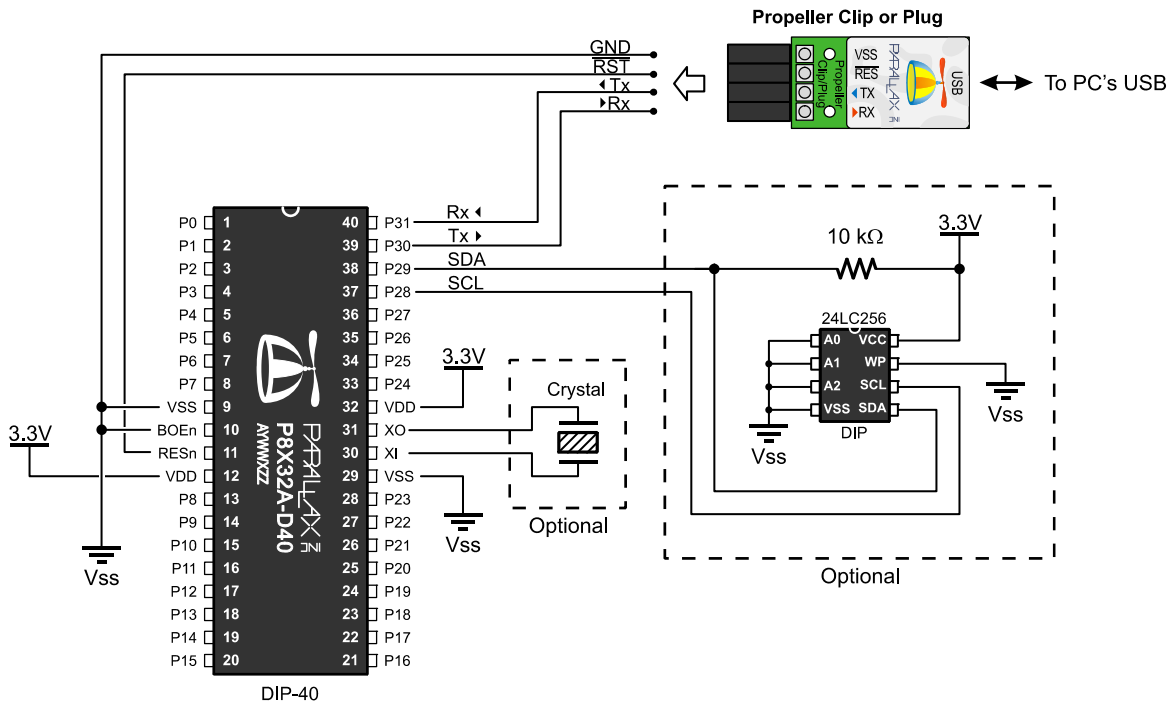 Propeller Clip or Plug
GND
RST
Tx
Rx
Propeller
Clip/Plug
VSS
RES
TX
RX
PARALLAX INC
USB
To PC's USB
P0 1
P1 2
P2 3
P3 4
P4 5
P5 6
P6 7
P7 8
VSS 9
BOEn 10
RESn 11
VDD 12
P8 13
P9 14
P10 15
P11 16
P12 17
P13 18
P14 19
P15 20
3.3V
Vss
PARALLAX INC
P8X32A-D40
AYWWXZZ
40 P31
39 P30
38 P29
37 P28
36 P27
35 P26
34 P25
33 P24
32 VDD
31 XO
30 XI
29 VSS
28 P23
27 P22
26 P21
25 P20
24 P19
23 P18
22 P17
21 P16
DIP-40
Rx
Tx
SDA
SCL
3.3V
Vss
Crystal
Optional
10 kΩ
3.3V
24LC256
A0 VCC
A1 WP
A2 SCL
VSS SDA
DIP
Vss
Vss
Optional